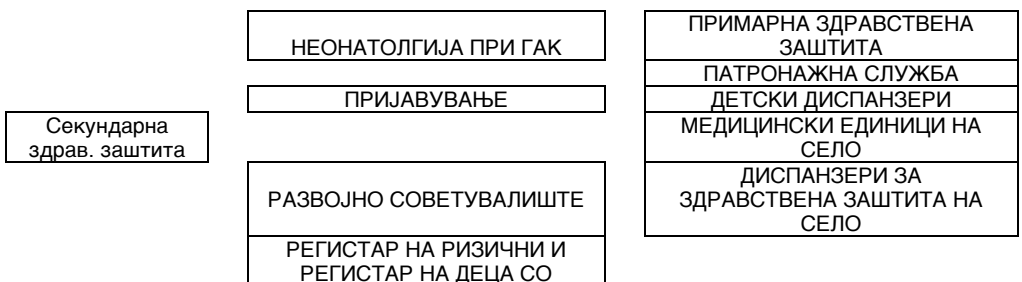 НЕОНАТОЛГИЈА ПРИ ГАК
ПРИЈАВУВАЊЕ
Секундарна
здрав. заштита
РАЗВОЈНО СОВЕТУВАЛИШТЕ
РЕГИСТАР НА РИЗИЧНИ И
РЕГИСТАР НА ДЕЦА СО
ПРИМАРНА ЗДРАВСТВЕНА
ЗАШТИТА
ПАТРОНАЖНА СЛУЖБА
ДЕТСКИ ДИСПАНЗЕРИ
МЕДИЦИНСКИ ЕДИНИЦИ НА
СЕЛО
ДИСПАНЗЕРИ ЗА
ЗДРАВСТВЕНА ЗАШТИТА НА
СЕЛО